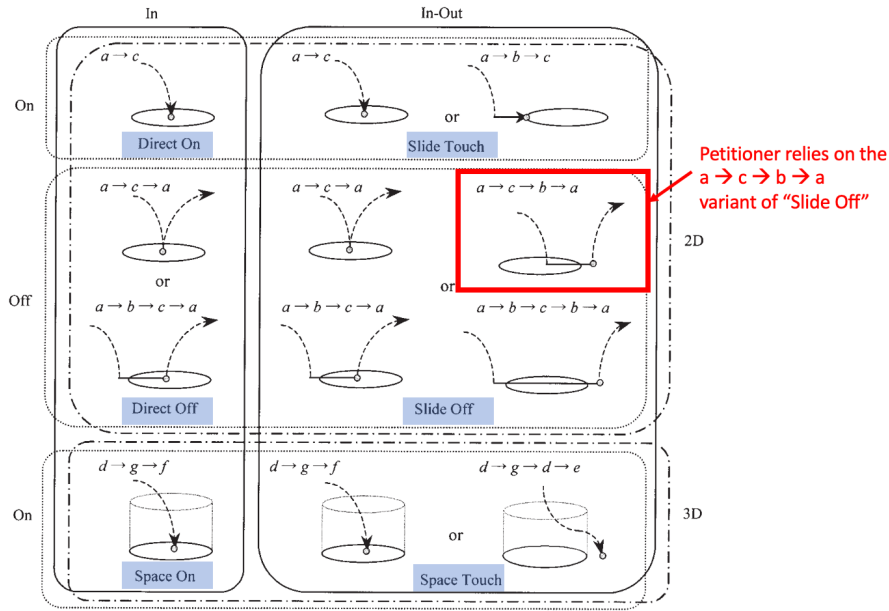 In
In-Out
On
a → c
a → c
a → b → c
or
Direct On
Slide Touch
Petitioner relies on the
a → c → b → a
variant of “Slide Off”
a → c → a
a → c → a
a → c → b → a
2D
or
or
Off
a → b → c → a
a → b → c → a
a → b → c → b → a
Direct Off
Slide Off
d → g → f
d → g → f
d → g → d → e
On
or
3D
Space On
Space Touch